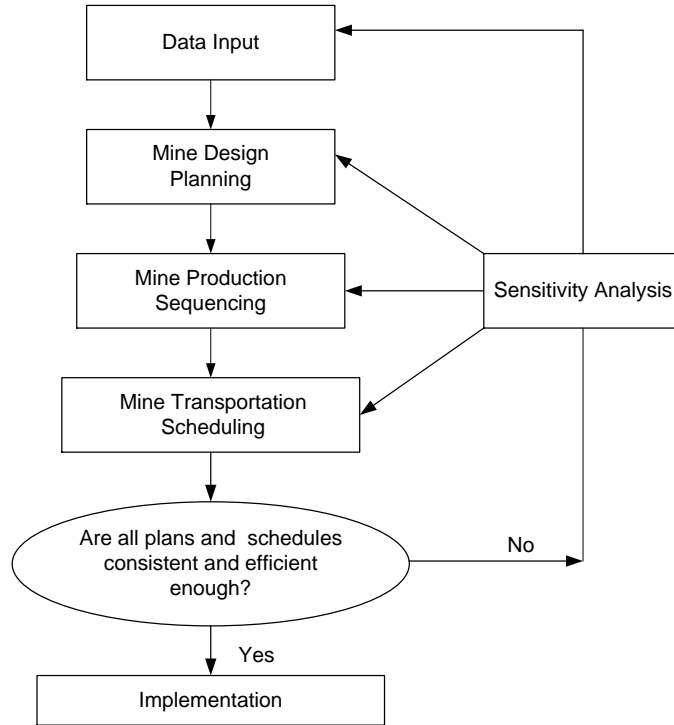 Data Input
Mine Design
Planning
Mine Production
Sequencing
Sensitivity Analysis
Mine Transportation
Scheduling
Are all plans and schedules
consistent and efficient
enough?
No
Yes
Implementation